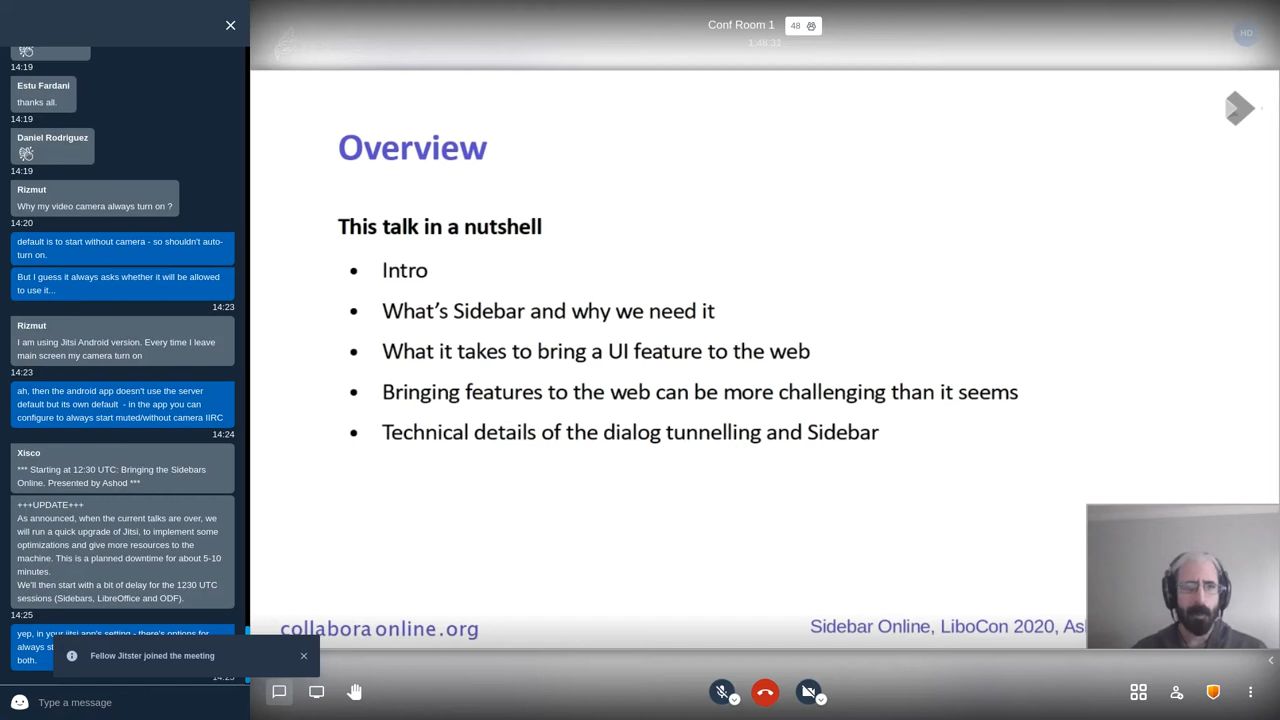 14:19
Estu Fardani
thanks all.
14:19
Daniel Rodriguez
14:19
Rizmut
Why my video camera always turn on ?
14:20
default is to start without camera - so shouldn't auto-
turn on.
But I guess it always asks whether it will be allowed
to use it...
14:23
Rizmut
I am using Jitsi Android version. Every time I leave
main screen my camera turn on
14:23
ah, then the android app doesn't use the server
default but its own default - in the app you can
configure to always start muted/without camera IIRC
14:24
Xisco
*** Starting at 12:30 UTC: Bringing the Sidebars
Online. Presented by Ashod ***
+++UPDATE+++
As announced, when the current talks are over, we
will run a quick upgrade of Jitsi, to implement some
optimizations and give more resources to the
machine. This is a planned downtime for about 5-10
minutes.
We'll then start with a bit of delay for the 1230 UTC
sessions (Sidebars, LibreOffice and ODF).
14:25
yep, in your jitsi app's setting - there's options for
always
both.
Fellow Jitster joined the meeting
Type a message
Conf Room 1
48
1:48:31
HD
Overview
This talk in a nutshell
• Intro
• What's Sidebar and why we need it
• What it takes to bring a UI feature to the web
• Bringing features to the web can be more challenging than it seems
• Technical details of the dialog tunnelling and Sidebar
collaboraonline.org
Sidebar Online, LiboCon 2020,